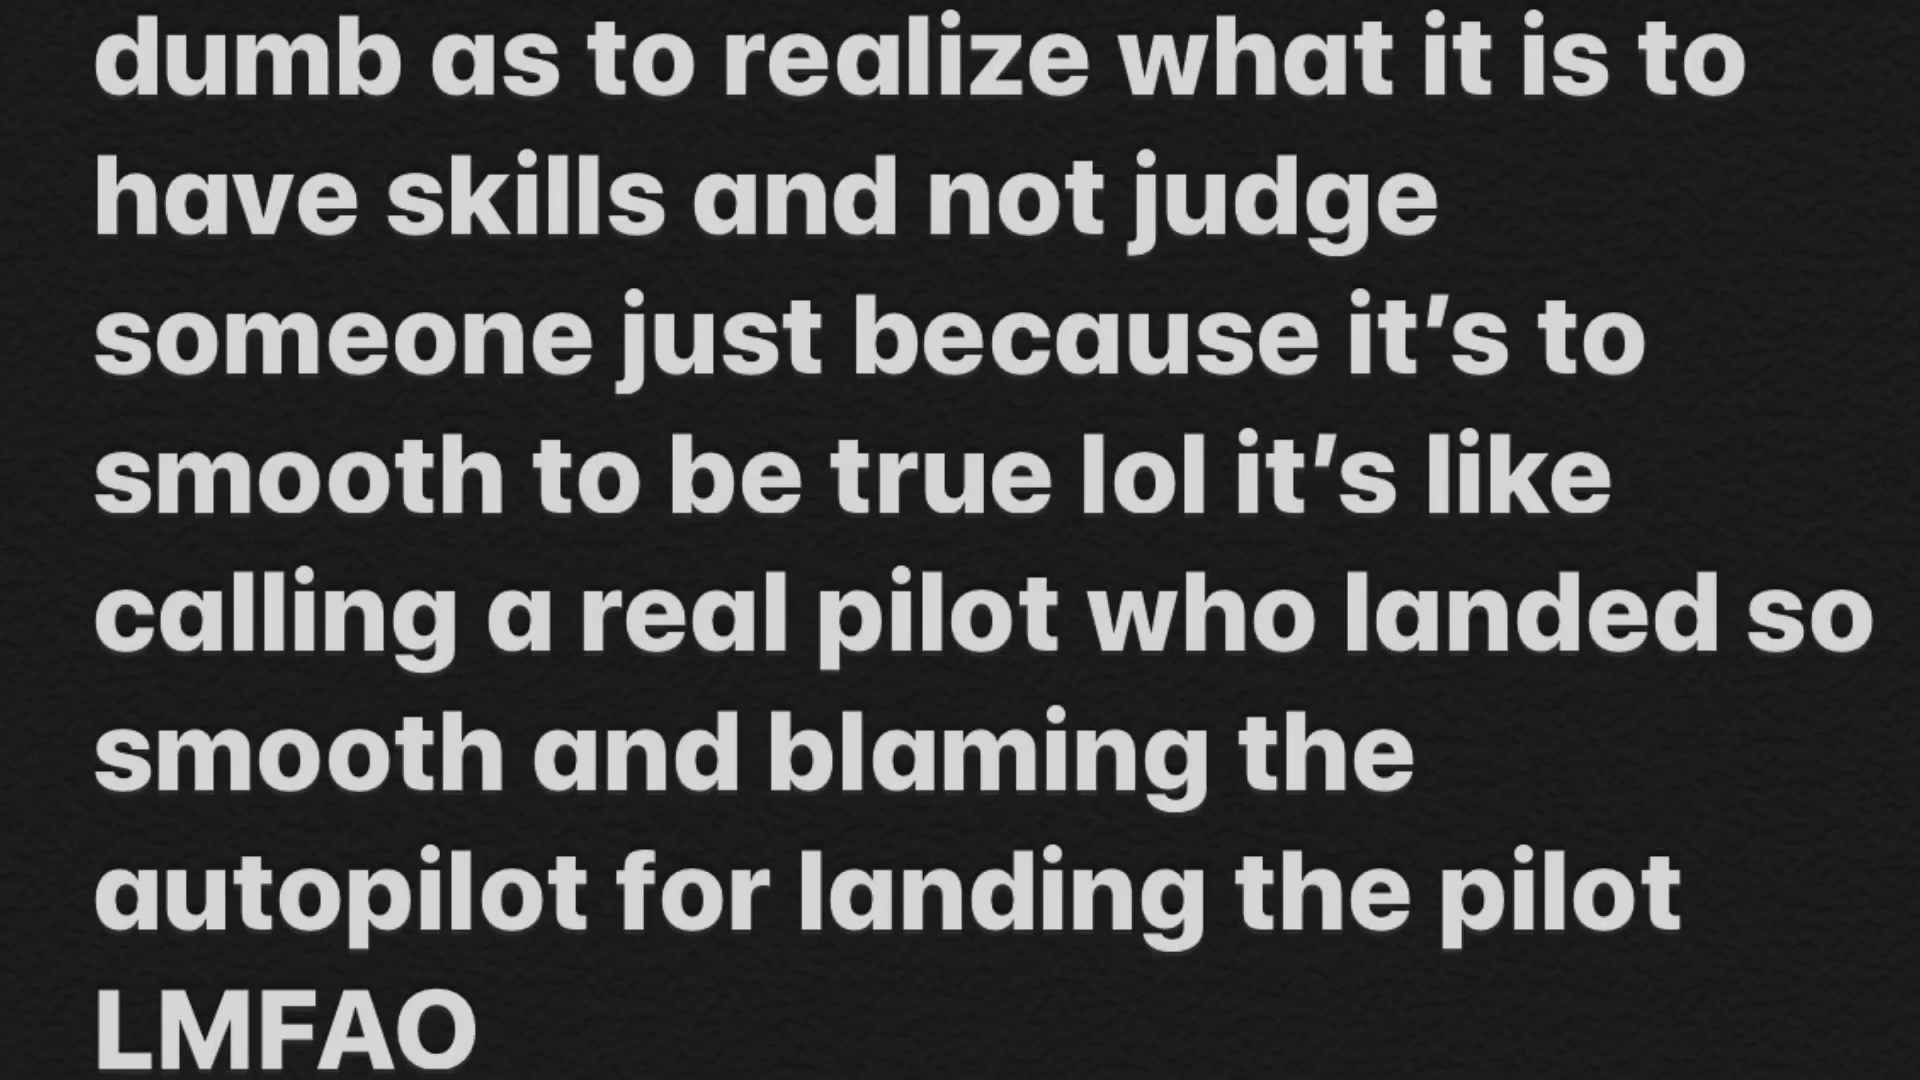 dumb as to realize what it is to
have skills and not judge
someone just because it’s to
smooth to be true lol it’s like
calling a real pilot who landed so
smooth and blaming the
autopilot for landing the pilot
LMFAO